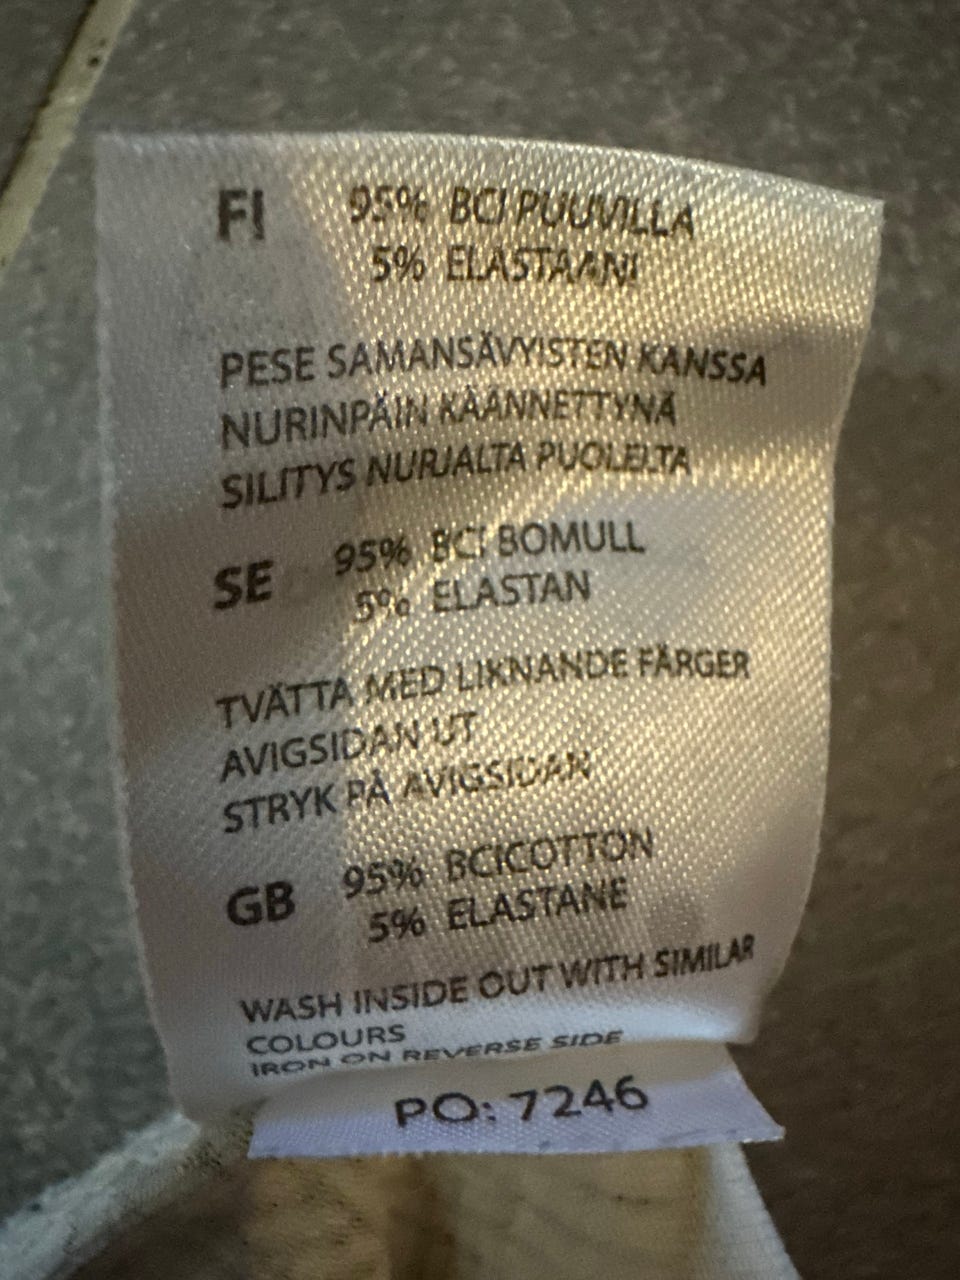 FI 95% BCI PUUVILLA
5% ELASTAANI
PESE SAMANSÄVYISTEN KANSSA
NURINPÄIN KÄÄNNETTYNÄ
SILITYS NURJALTA PUOLELTA
SE 95% BCI BOMULL
5% ELASTAN
TVÄTTA MED LIKNANDE FÄRGER
AVIGSIDAN UT
STRYK PÅ AVIGSIDAN
GB 95% BCICOTTON
5% ELASTANE
WASH INSIDE OUT WITH SIMILAR
COLOURS
IRON ON REVERSE SIDE
PO: 7246